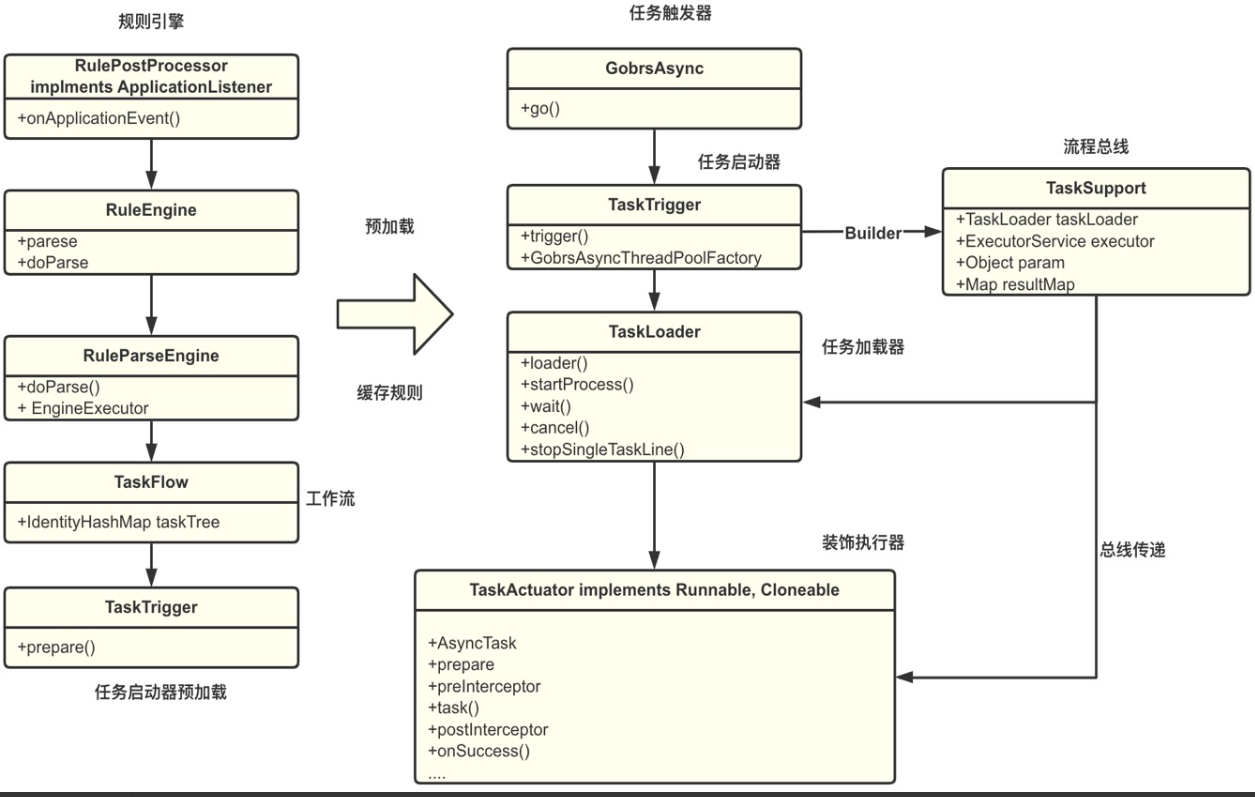 规则引擎
RulePostProcessor
implments ApplicationListener
+onApplicationEvent()
RuleEngine
+parese
+doParse
RuleParseEngine
+doParse()
+ EngineExecutor
TaskFlow
+IdentityHashMap taskTree
工作流
TaskTrigger
+prepare()
任务启动器预加载
预加载
缓存规则
任务触发器
GobrsAsync
+go()
任务启动器
TaskTrigger
+trigger()
+GobrsAsyncThreadPoolFactory
Builder
流程总线
TaskSupport
+TaskLoader taskLoader
+ExecutorService executor
+Object param
+Map resultMap
TaskLoader
+loader()
+startProcess()
+wait()
+cancel()
+stopSingleTaskLine()
任务加载器
装饰执行器
总线传递
TaskActuator implements Runnable, Cloneable
+AsyncTask
+prepare
+preInterceptor
+task()
+postInterceptor
+onSuccess()
....